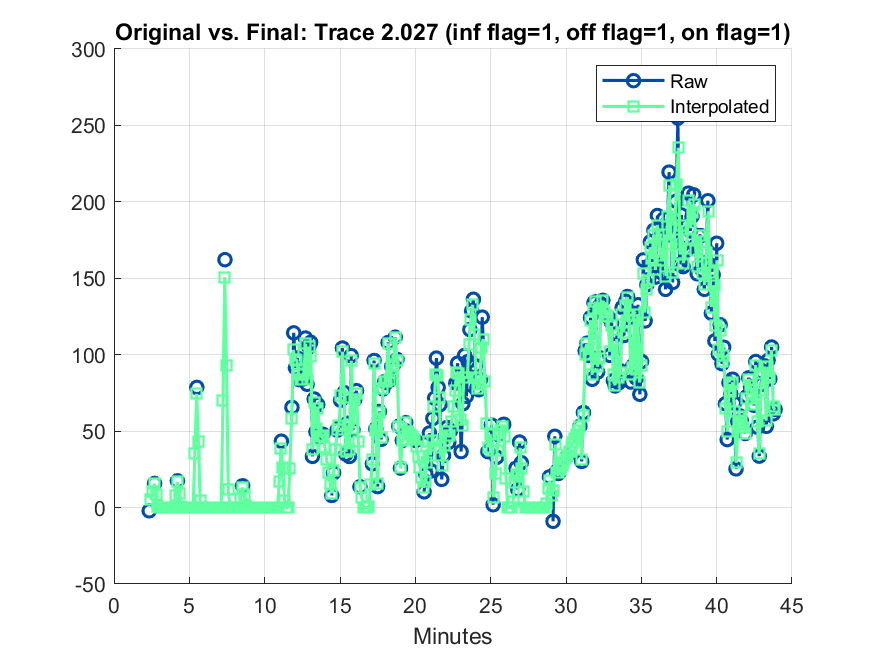 Original vs. Final: Trace 2.027 (inf flag=1, off flag=1, on flag=1)
300
250
200
150
100
50
0
-50
Raw
Interpolated
0 5 10 15 20 25 30 35 40 45
Minutes